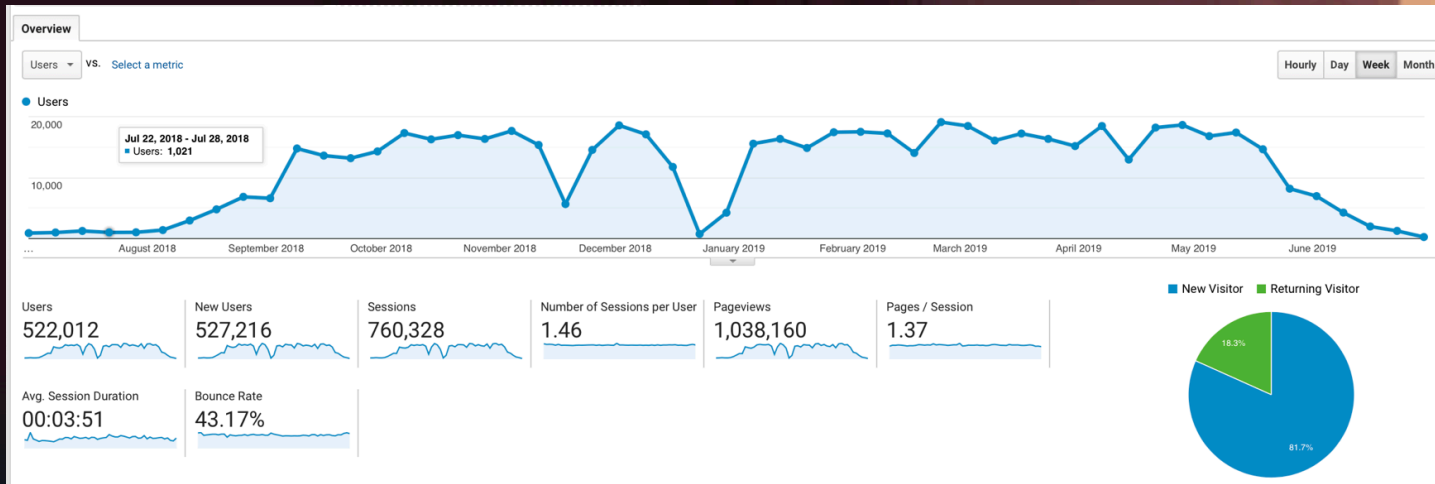 Overview
Users VS. Select a metric
Hourly Day Week Month
Users
20,000
Jul 22, 2018 - Jul 28, 2018
Users: 1,021
10,000
... August 2018 September 2018 October 2018 November 2018 December 2018 January 2019 February 2019 March 2019 April 2019 May 2019 June 2019
New Visitor Returning Visitor
Users New Users Sessions Number of Sessions per User Pageviews Pages / Session
522,012 527,216 760,328 1.46 1,038,160 1.37
18.3%
Avg. Session Duration Bounce Rate
00:03:51 43.17%
81.7%